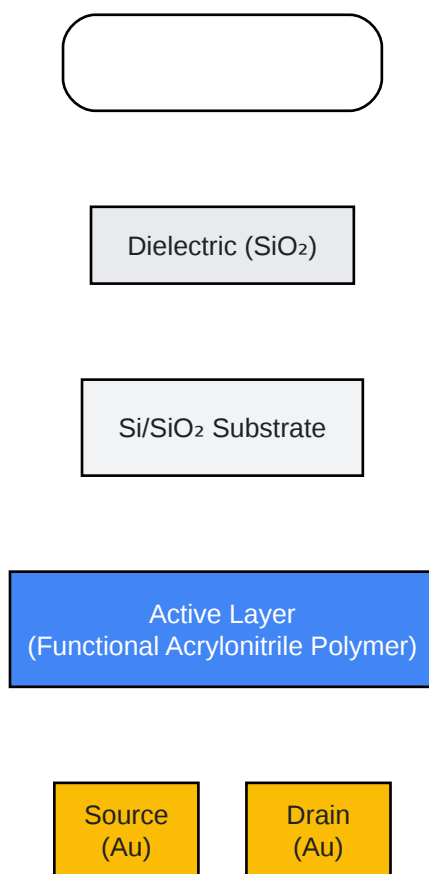 Dielectric (SiO₂)
Si/SiO₂ Substrate
Active Layer
(Functional Acrylonitrile Polymer)
Source
(Au)
Drain
(Au)